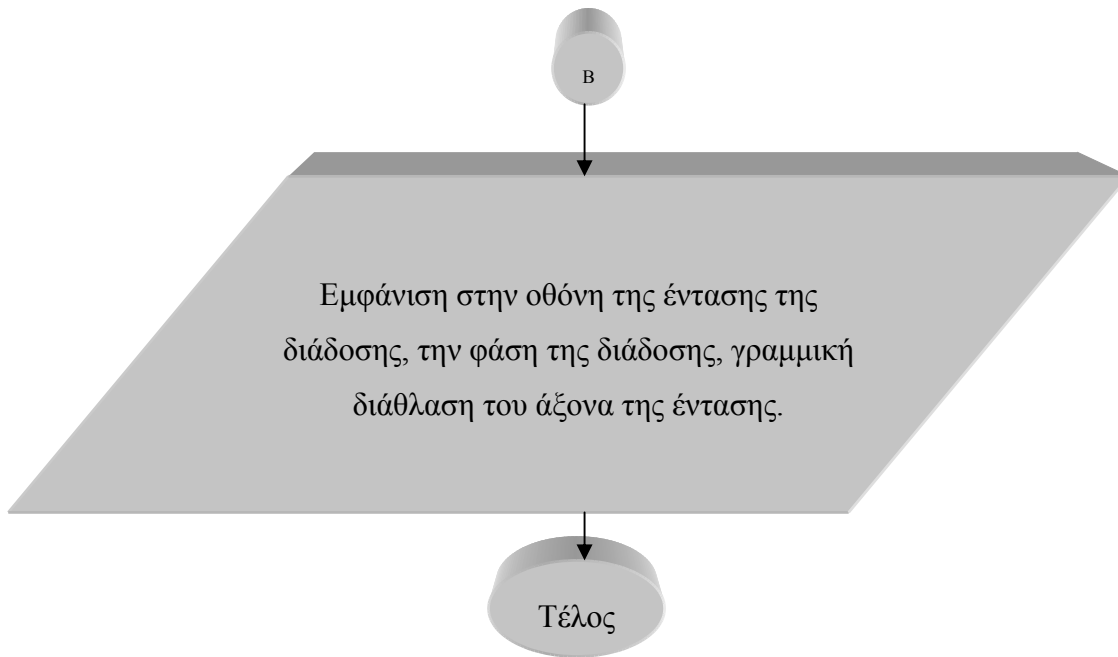 Β
Εμφάνιση στην οθόνη της έντασης της
διάδοσης, την φάση της διάδοσης, γραμμική
διάθλαση του άξονα της έντασης.
Τέλος